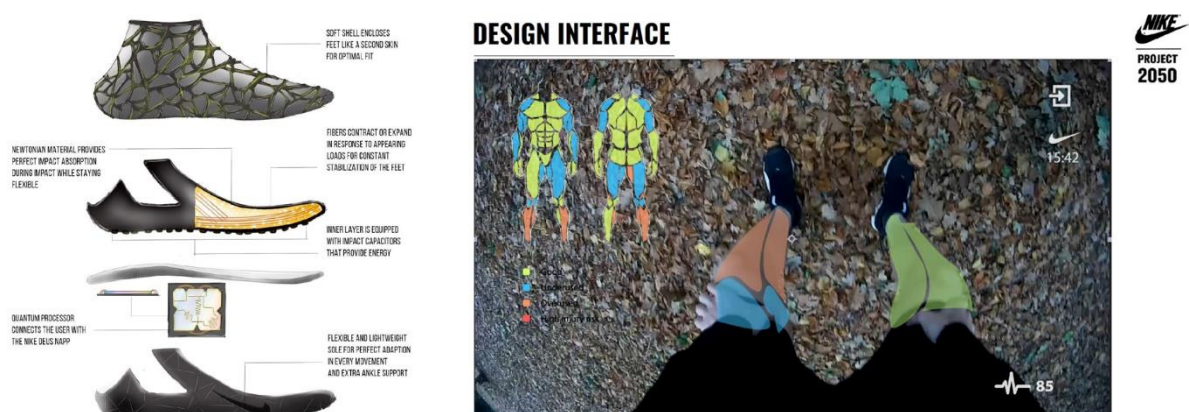 SOFT SHELL ENCLOSES
FEET LIKE A SECOND SKIN
FOR OPTIMAL FIT
NEWTONIAN MATERIAL PROVIDES
PERFECT IMPACT ABSORPTION
DURING IMPACT WHILE STAYING
FLEXIBLE
FIBERS CONTRACT OR EXPAND
IN RESPONSE TO APPEARING
LOADS FOR CONSTANT
STABILIZATION OF THE FEET
INNER LAYER IS EQUIPPED
WITH IMPACT CAPACITORS
THAT PROVIDE ENERGY
QUANTUM PROCESSOR
CONNECTS THE USER WITH
THE NIKE DEUS NAPP
FLEXIBLE AND LIGHTWEIGHT
SOLE FOR PERFECT ADAPTION
IN EVERY MOVEMENT
AND EXTRA ANKLE SUPPORT
DESIGN INTERFACE
15:42
85
NIKE
PROJECT
2050